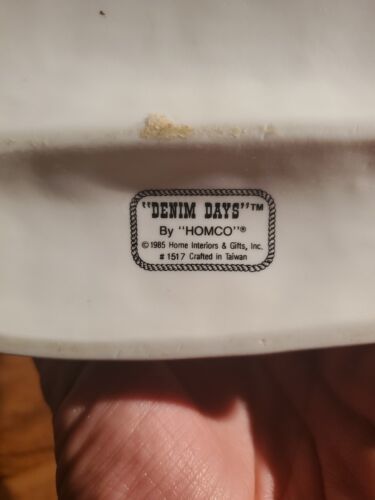 "DENIM DAYS"™
By "HOMCO"®
©1985 Home Interiors & Gifts, Inc.
# 1517 Crafted in Taiwan